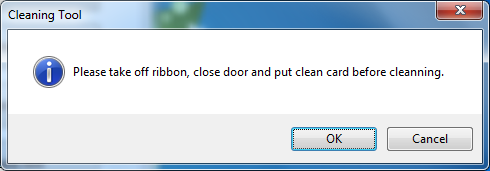 Cleaning Tool
Please take off ribbon, close door and put clean card before cleanning.
OK
Cancel